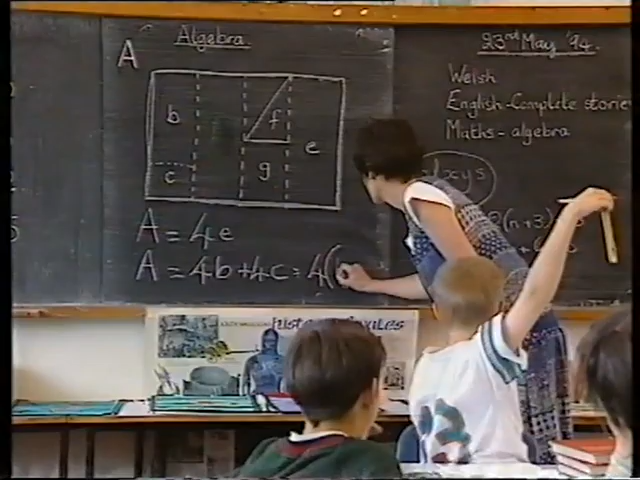 Algebra
A
b
f
e
c
g
A = 4e
A = 4b + 4c = 4(
23rd May '94
Welsh
English-Complete stories
Maths - algebra